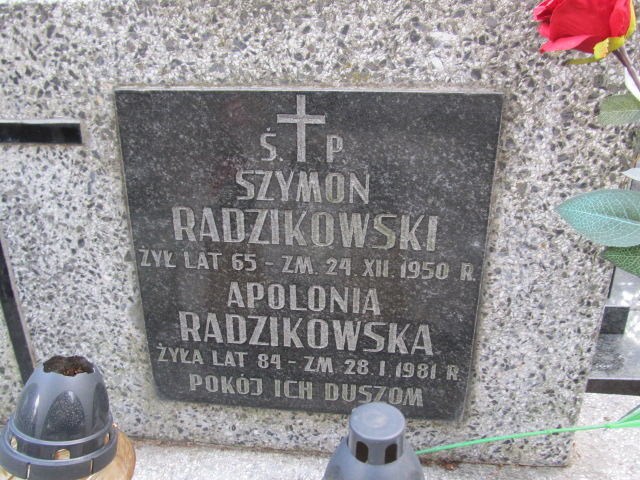 Ś. P.
SZYMON
RADZIKOWSKI
ŻYŁ LAT 65 - ZM. 24. XII. 1950 R.
APOLONIA
RADZIKOWSKA
ŻYŁA LAT 84 - ZM. 28. I. 1981 R.
POKÓJ ICH DUSZOM